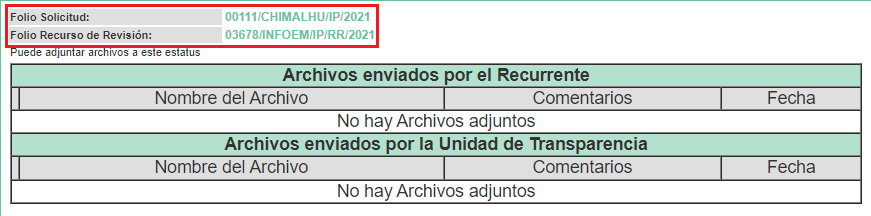 Folio Solicitud: 00111/CHIMALHU/IP/2021
Folio Recurso de Revisión: 03678/INFOEM/IP/RR/2021
Puede adjuntar archivos a este estatus
Archivos enviados por el Recurrente
Nombre del Archivo Comentarios Fecha
No hay Archivos adjuntos
Archivos enviados por la Unidad de Transparencia
Nombre del Archivo Comentarios Fecha
No hay Archivos adjuntos